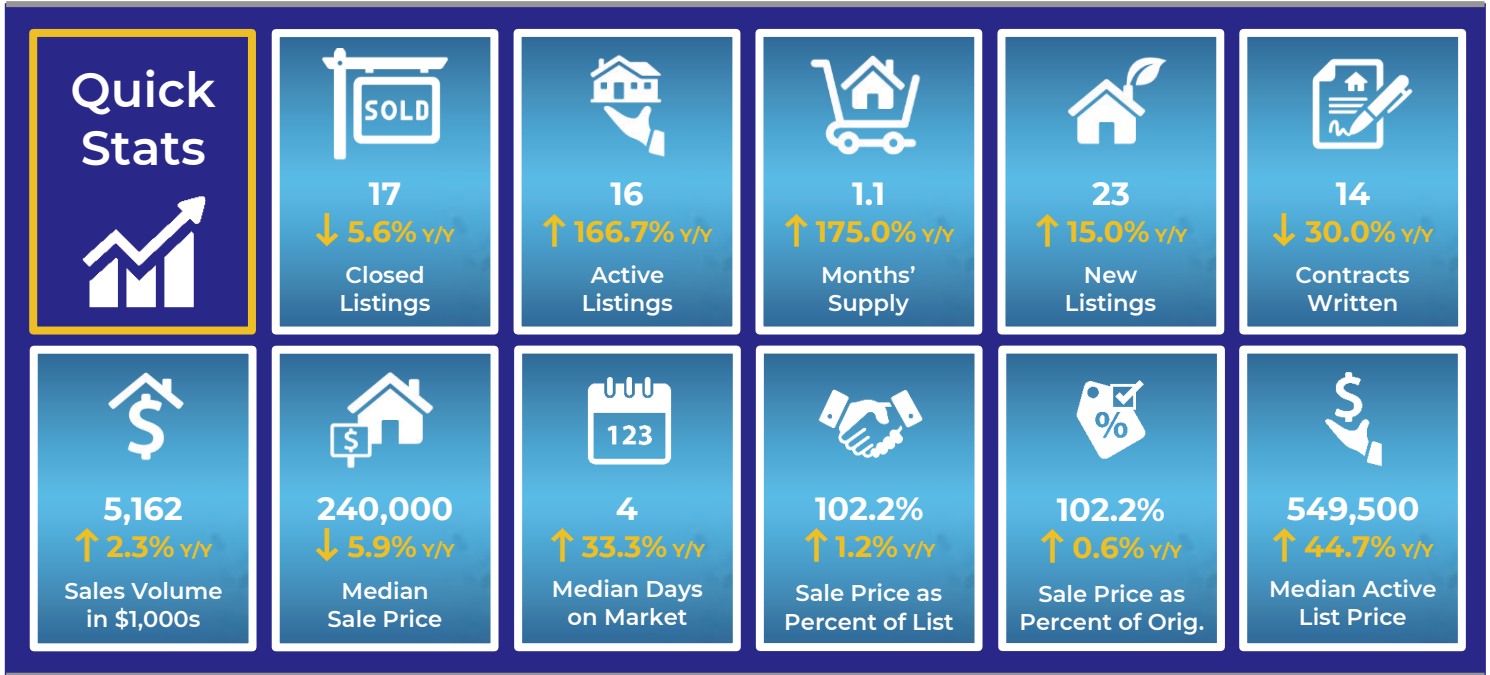 Quick
Stats
SOLD
17
↓ 5.6% Y/Y
Closed
Listings
16
↑ 166.7% Y/Y
Active
Listings
1.1
↑ 175.0% Y/Y
Months’
Supply
23
↑ 15.0% Y/Y
New
Listings
14
↓ 30.0% Y/Y
Contracts
Written
$
5,162
↑ 2.3% Y/Y
Sales Volume
in $1,000s
$
240,000
↓ 5.9% Y/Y
Median
Sale Price
123
4
↑ 33.3% Y/Y
Median Days
on Market
102.2%
↑ 1.2% Y/Y
Sale Price as
Percent of List
%
102.2%
↑ 0.6% Y/Y
Sale Price as
Percent of Orig.
$
549,500
↑ 44.7% Y/Y
Median Active
List Price